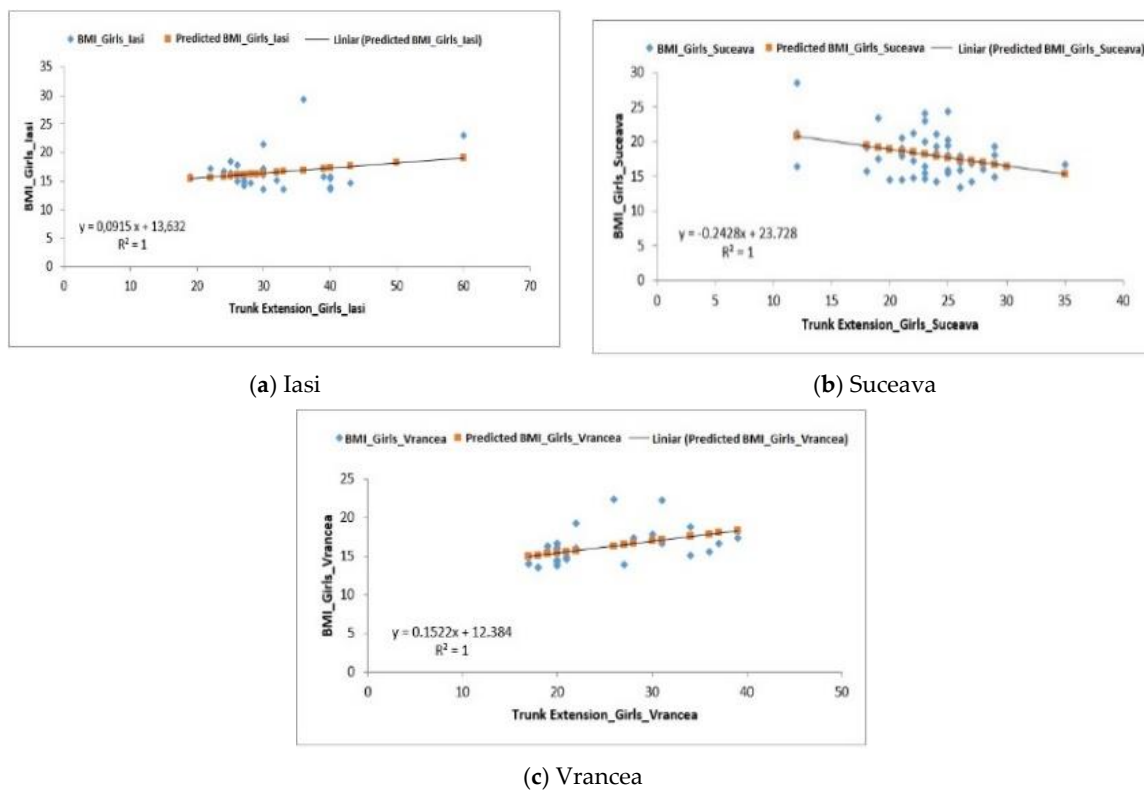 BMI_Girls_Iasi Predicted BMI_Girls_Iasi Liniar (Predicted BMI_Girls_Iasi)
35
30
25
20
15
10
5
0
BMI_Girls_Iasi
y = 0,0915 x + 13,632
R² = 1
0 10 20 30 40 50 60 70
Trunk Extension_Girls_Iasi
(a) Iasi
BMI_Girls_Suceava Predicted BMI_Girls_Suceava Liniar (Predicted BMI_Girls_Suceava)
30
25
20
15
10
5
0
BMI_Girls_Suceava
y = -0.2428x + 23.728
R² = 1
0 5 10 15 20 25 30 35 40
Trunk Extension_Girls_Suceava
(b) Suceava
BMI_Girls_Vrancea Predicted BMI_Girls_Vrancea Liniar (Predicted BMI_Girls_Vrancea)
25
20
15
10
5
0
BMI_Girls_Vrancea
y = 0.1522x + 12.384
R² = 1
0 10 20 30 40 50
Trunk Extension_Girls_Vrancea
(c) Vrancea